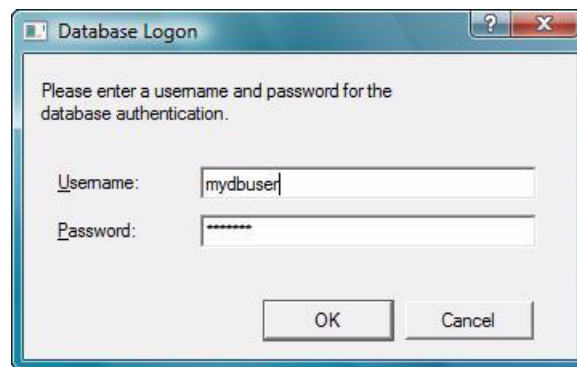 Database Logon
Please enter a username and password for the
database authentication.
Username: mydbuser
Password: *******
OK Cancel